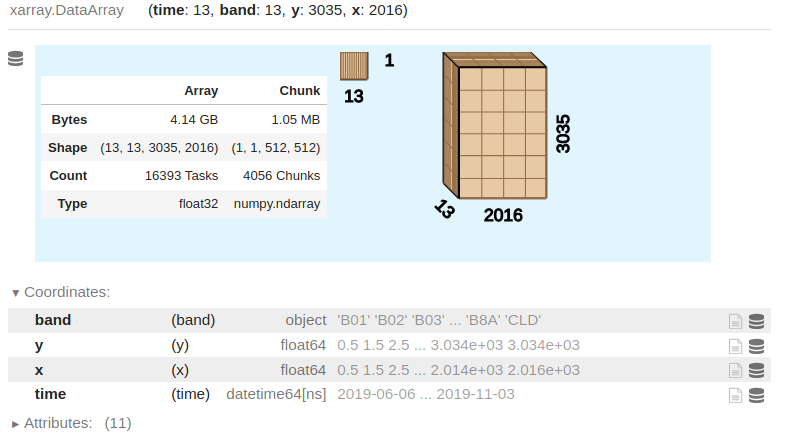 xarray.DataArray (time: 13, band: 13, y: 3035, x: 2016)
Array Chunk
Bytes 4.14 GB 1.05 MB
Shape (13, 13, 3035, 2016) (1, 1, 512, 512)
Count 16393 Tasks 4056 Chunks
Type float32 numpy.ndarray
1
13
3035
13
2016
▾ Coordinates:
band (band) object 'B01' 'B02' 'B03' ... 'B8A' 'CLD'
y (y) float64 0.5 1.5 2.5 ... 3.034e+03 3.034e+03
x (x) float64 0.5 1.5 2.5 ... 2.014e+03 2.016e+03
time (time) datetime64[ns] 2019-06-06 ... 2019-11-03
▸ Attributes: (11)